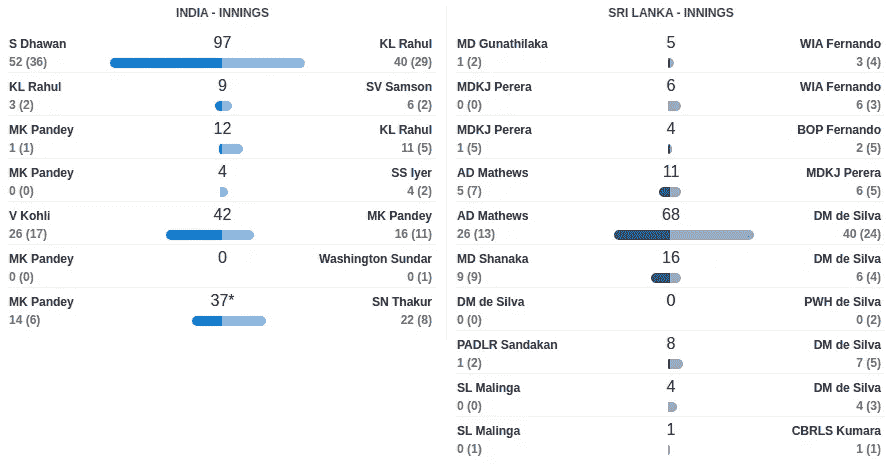 INDIA - INNINGS
S Dhawan 97 KL Rahul
52 (36) 40 (29)
KL Rahul 9 SV Samson
3 (2) 6 (2)
MK Pandey 12 KL Rahul
1 (1) 11 (5)
MK Pandey 4 SS Iyer
0 (0) 4 (2)
V Kohli 42 MK Pandey
26 (17) 16 (11)
MK Pandey 0 Washington Sundar
0 (0) 0 (1)
MK Pandey 37* SN Thakur
14 (6) 22 (8)
SRI LANKA - INNINGS
MD Gunathilaka 5 WIA Fernando
1 (2) 3 (4)
MDKJ Perera 6 WIA Fernando
0 (0) 6 (3)
MDKJ Perera 4 BOP Fernando
1 (5) 2 (5)
AD Mathews 11 MDKJ Perera
5 (7) 6 (5)
AD Mathews 68 DM de Silva
26 (13) 40 (24)
MD Shanaka 16 DM de Silva
9 (9) 6 (4)
DM de Silva 0 PWH de Silva
0 (0) 0 (2)
PADLR Sandakan 8 DM de Silva
1 (2) 7 (5)
SL Malinga 4 DM de Silva
0 (0) 4 (3)
SL Malinga 1 CBRLS Kumara
0 (1) 1 (1)